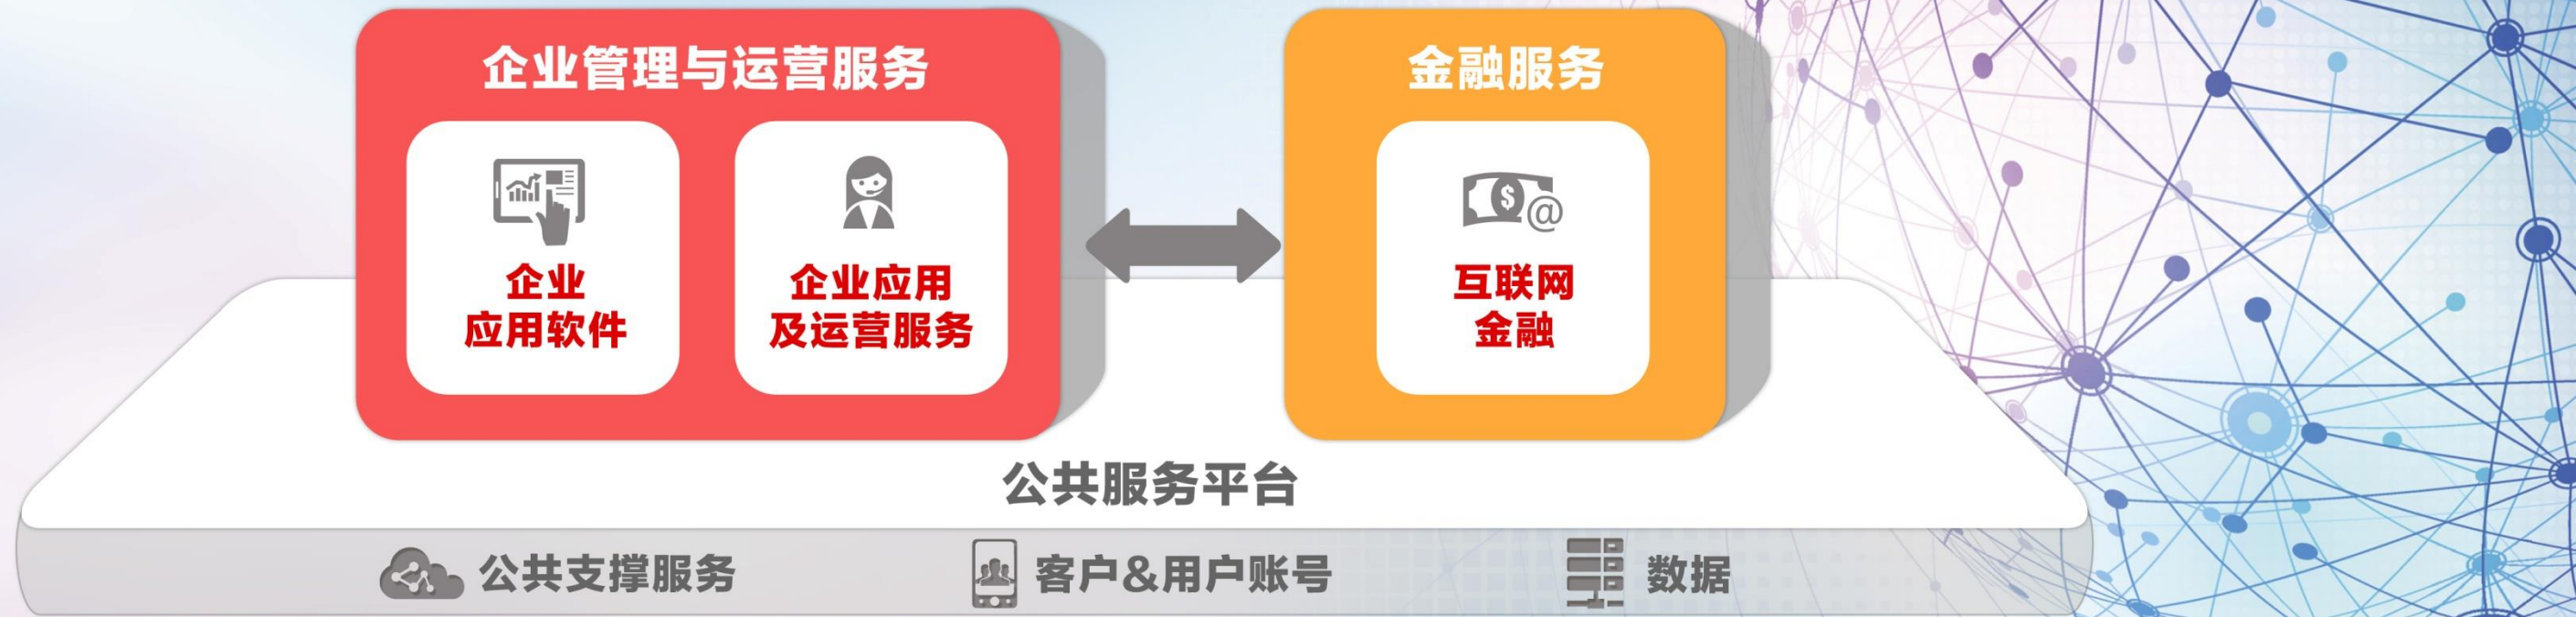 企业管理与运营服务
金融服务
企业
应用软件
企业应用
及运营服务
$
@
互联网
金融
公共服务平台
公共支撑服务
客户&用户账号
数据